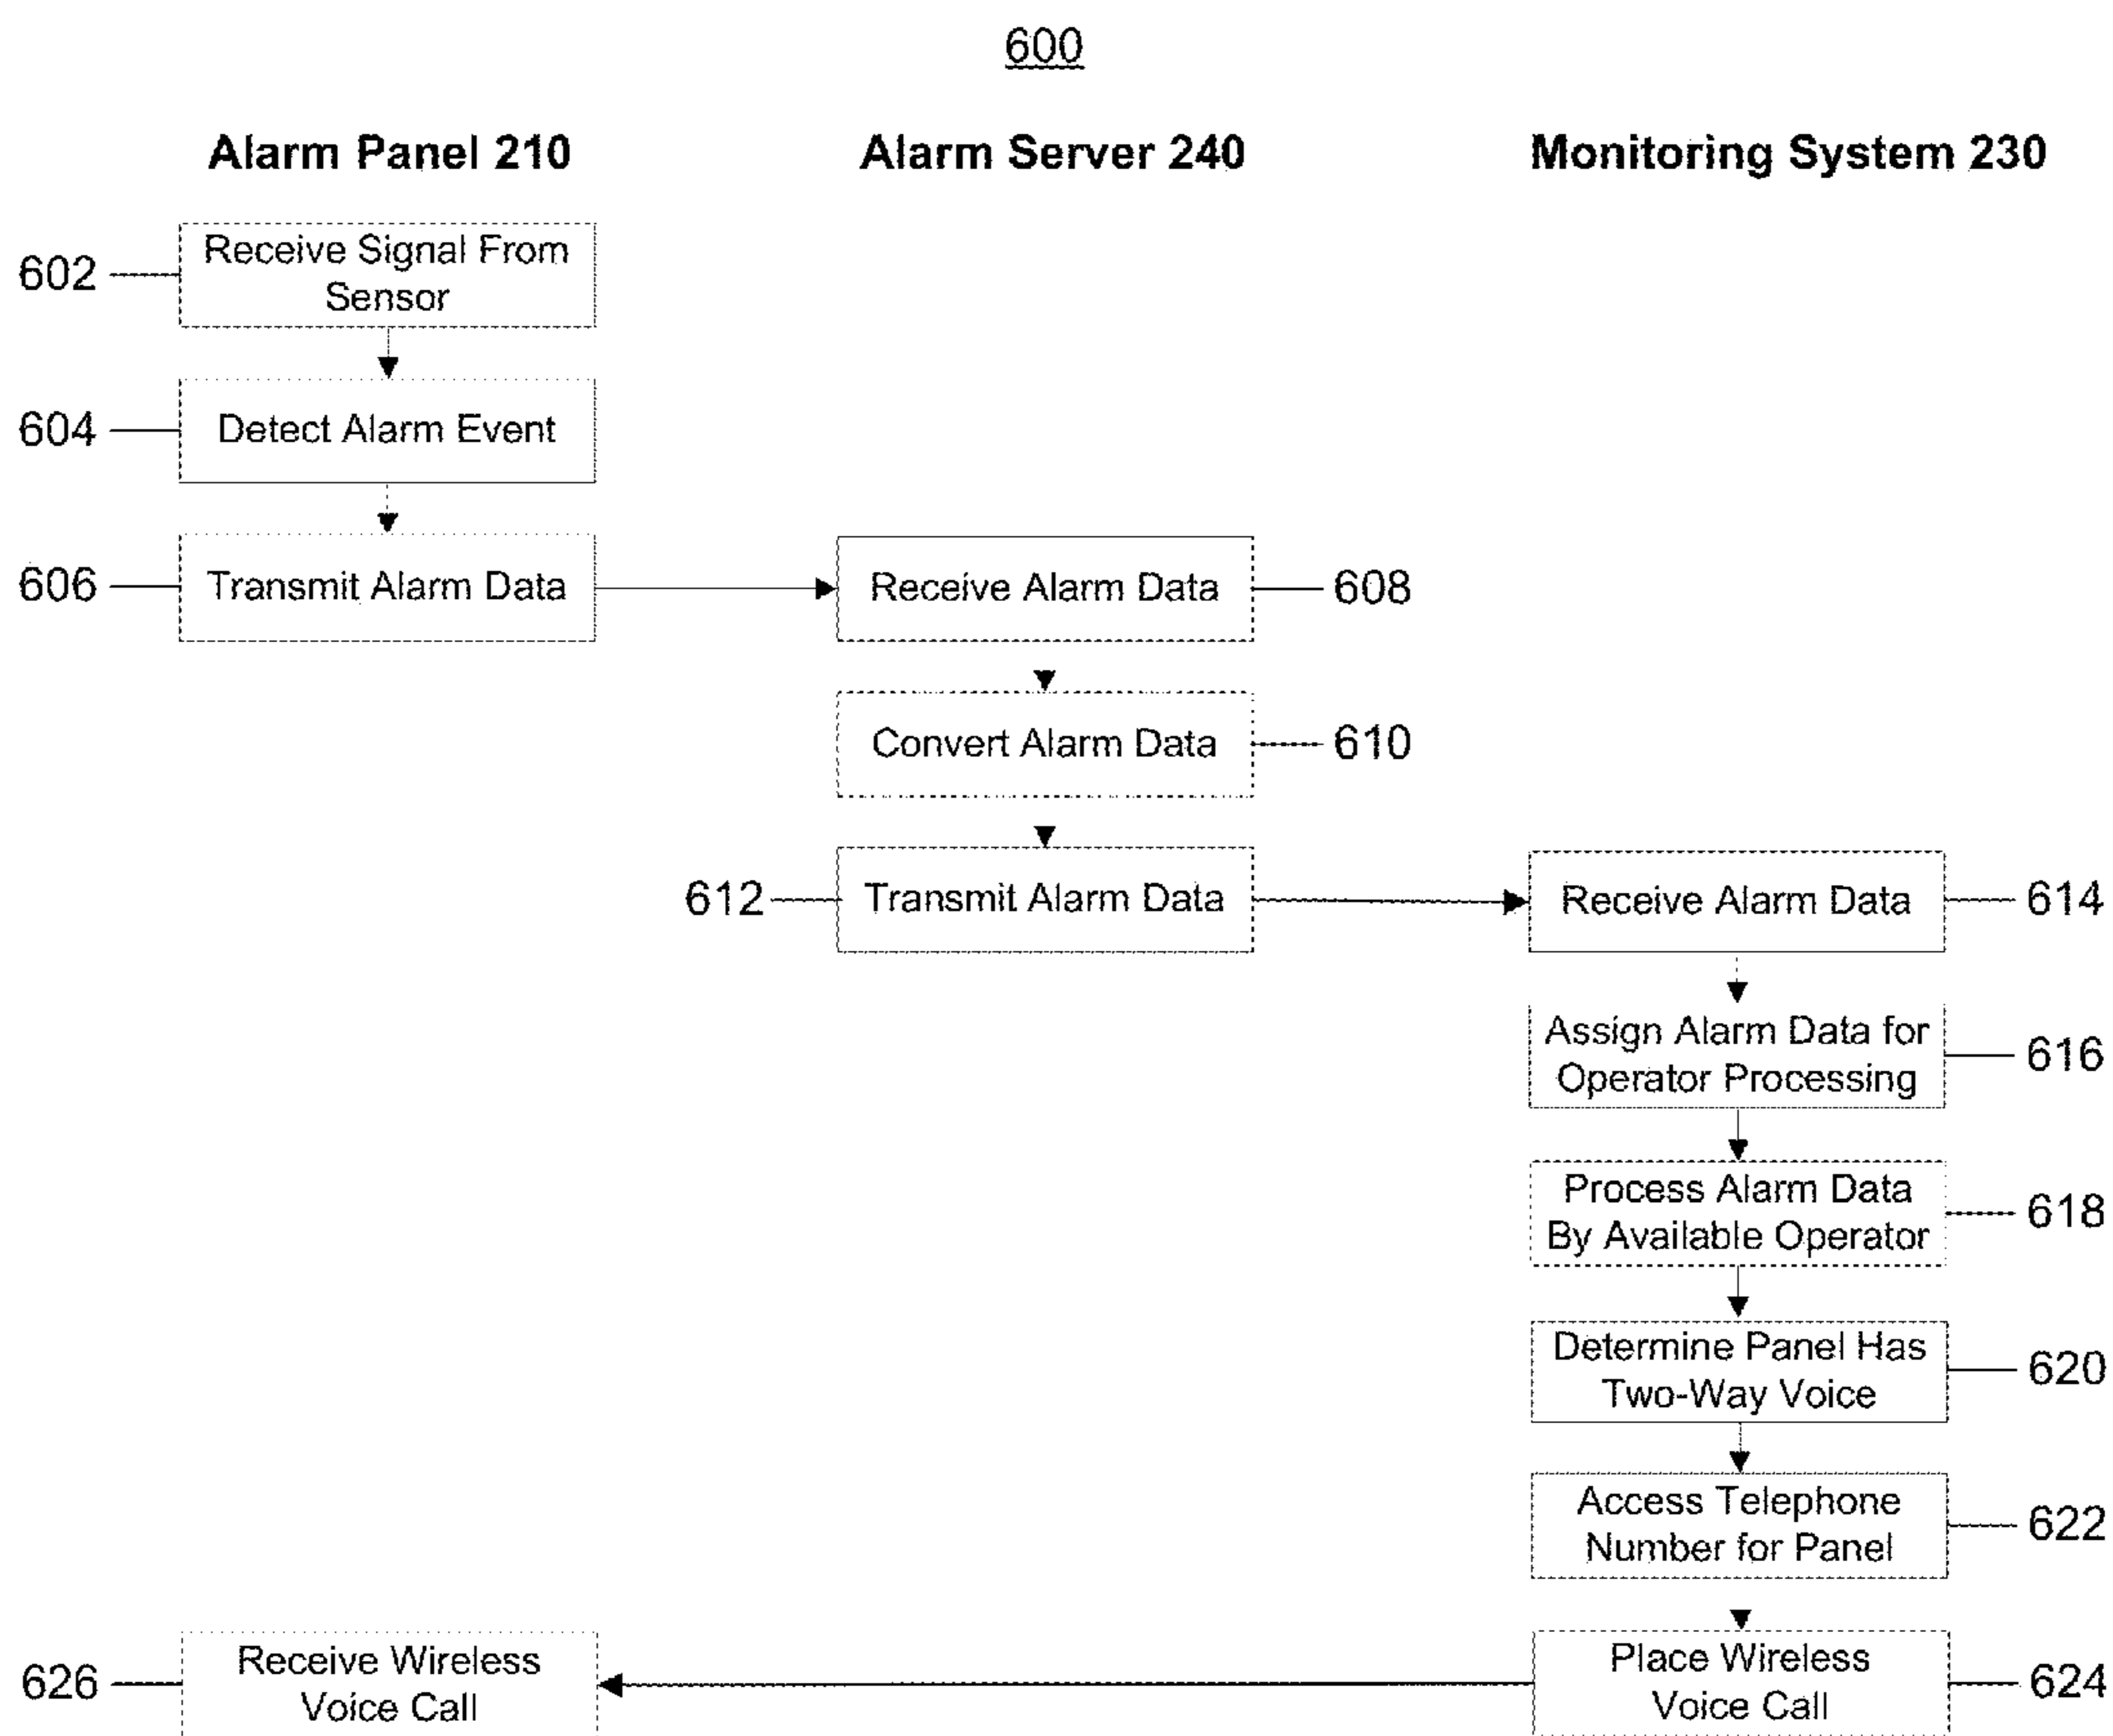 600
Alarm Panel 210
Alarm Server 240
Monitoring System 230
602
Receive Signal From
Sensor
604
Detect Alarm Event
606
Transmit Alarm Data
Receive Alarm Data
608
Convert Alarm Data
610
612
Transmit Alarm Data
Receive Alarm Data
614
Assign Alarm Data for
Operator Processing
616
Process Alarm Data
By Available Operator
618
Determine Panel Has
Two-Way Voice
620
Access Telephone
Number for Panel
622
626
Receive Wireless
Voice Call
Place Wireless
Voice Call
624